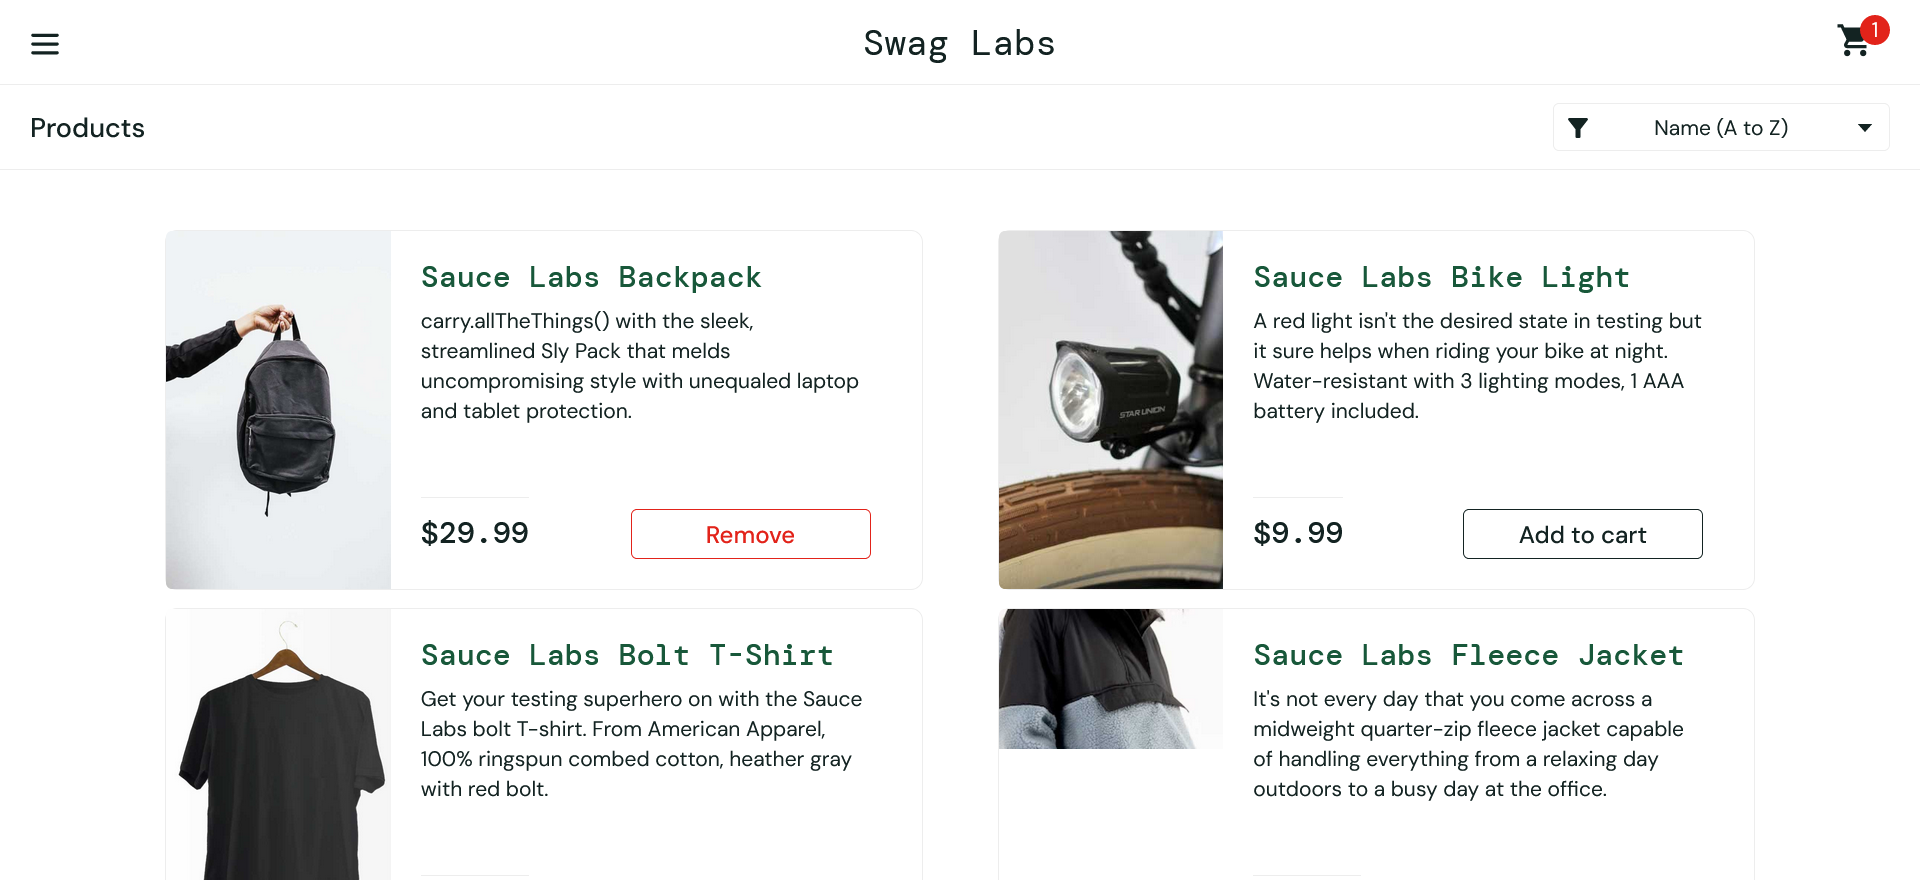 Swag Labs
1
Products
Name (A to Z)
Sauce Labs Backpack
carry.allTheThings() with the sleek,
streamlined Sly Pack that melds
uncompromising style with unequaled laptop
and tablet protection.
$29.99
Remove
Sauce Labs Bike Light
A red light isn't the desired state in testing but
it sure helps when riding your bike at night.
Water-resistant with 3 lighting modes, 1 AAA
battery included.
STAR UNION
$9.99
Add to cart
Sauce Labs Bolt T-Shirt
Get your testing superhero on with the Sauce
Labs bolt T-shirt. From American Apparel,
100% ringspun combed cotton, heather gray
with red bolt.
Sauce Labs Fleece Jacket
It's not every day that you come across a
midweight quarter-zip fleece jacket capable
of handling everything from a relaxing day
outdoors to a busy day at the office.